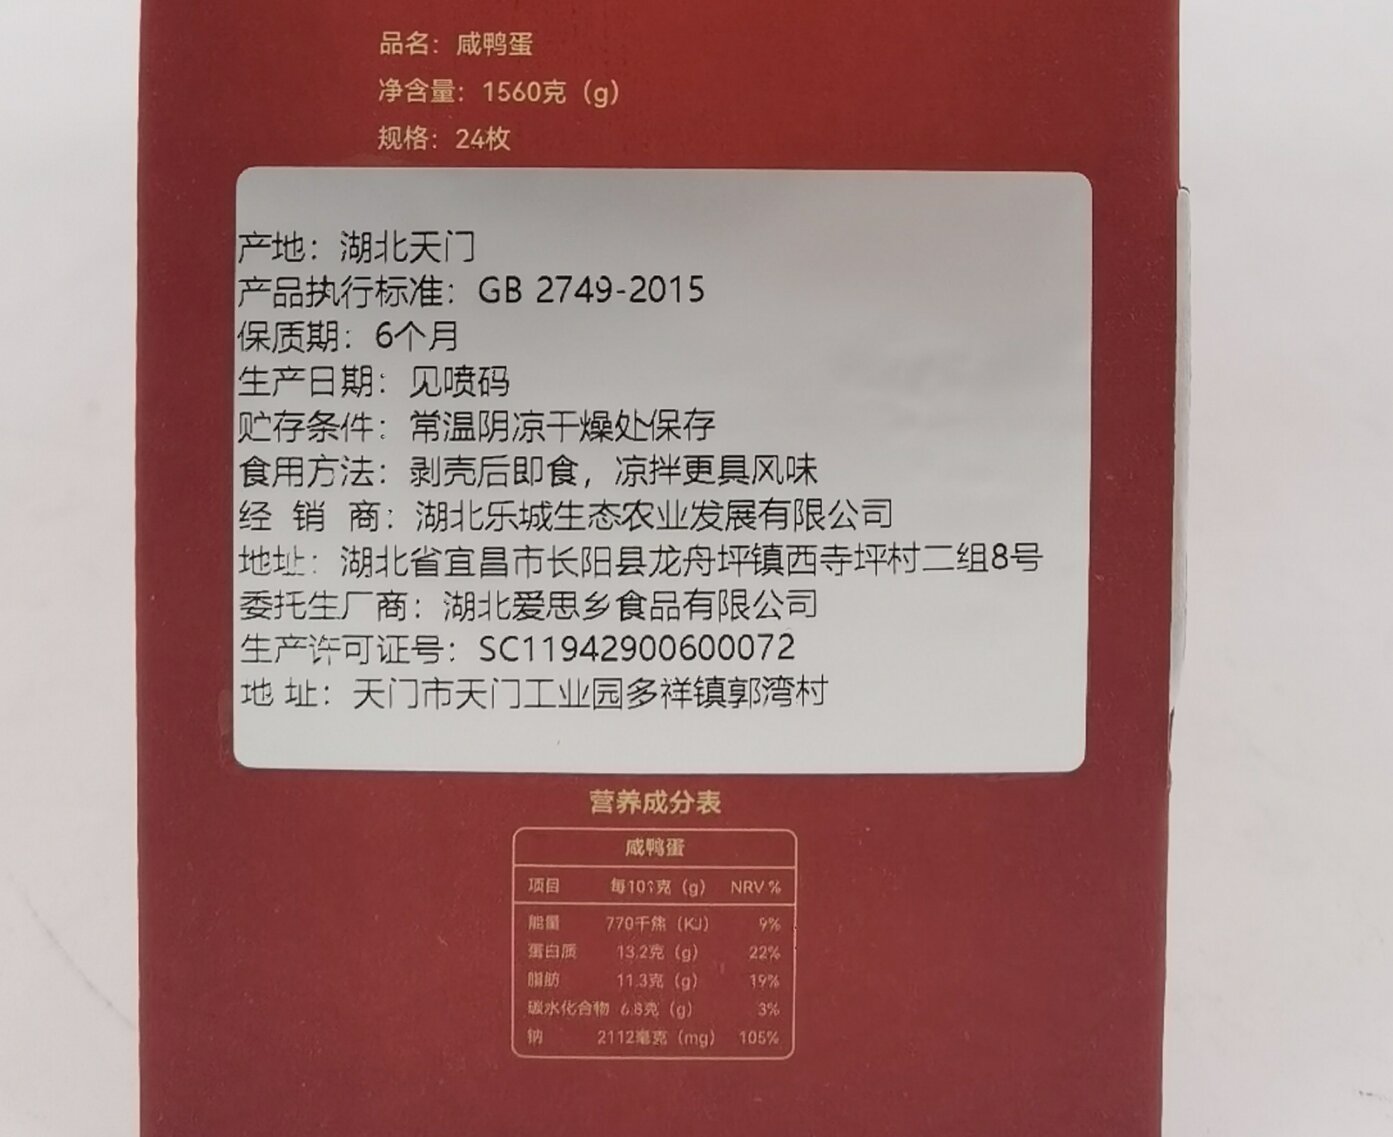 品名：咸鸭蛋
净含量：1560克（g）
规格：24枚
产地：湖北天门
产品执行标准：GB 2749-2015
保质期：6个月
生产日期：见喷码
贮存条件：常温阴凉干燥处保存
食用方法：剥壳后即食，凉拌更具风味
经 销 商：湖北乐城生态农业发展有限公司
地址：湖北省宜昌市长阳县龙舟坪镇西寺坪村二组8号
委托生厂商：湖北爱思乡食品有限公司
生产许可证号：SC11942900600072
地 址：天门市天门工业园多祥镇郭湾村
营养成分表
咸鸭蛋
项目 （g） NRV%
能量 770千焦（KJ） 9%
蛋白质 13.2克（g） 22%
脂肪 11.3克（g） 19%
碳水化合物 6.8克（g） 3%
钠 2112毫克（mg） 105%